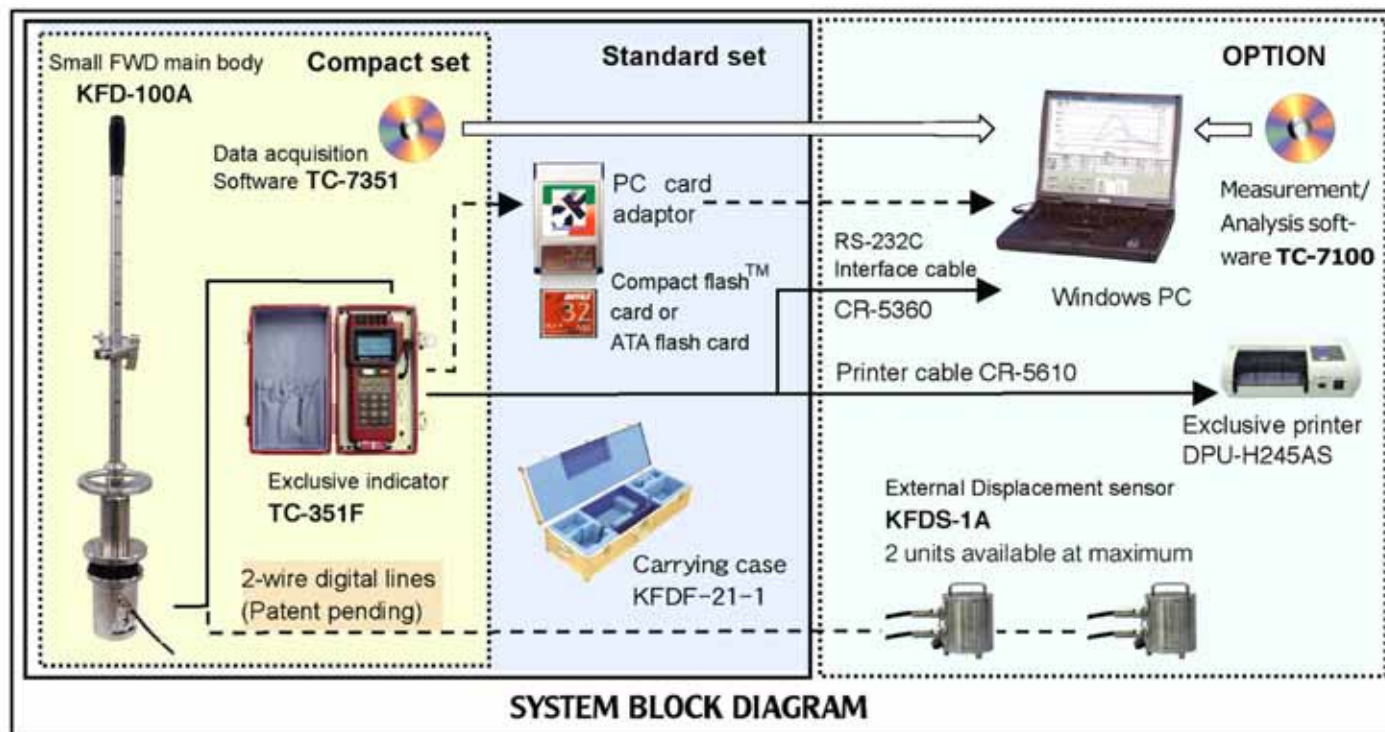 Small FWD main body
KFD-100A
Compact set
Data acquisition
Software TC-7351
Exclusive indicator
TC-351F
2-wire digital lines
(Patent pending)
Standard set
PC card
adaptor
Compact flash™
card or
ATA flash card
32
Carrying case
KFDF-21-1
OPTION
RS-232C
Interface cable
CR-5360
Windows PC
Measurement/
Analysis soft-
ware TC-7100
Printer cable CR-5610
Exclusive printer
DPU-H245AS
External Displacement sensor
KFDS-1A
2 units available at maximum
SYSTEM BLOCK DIAGRAM